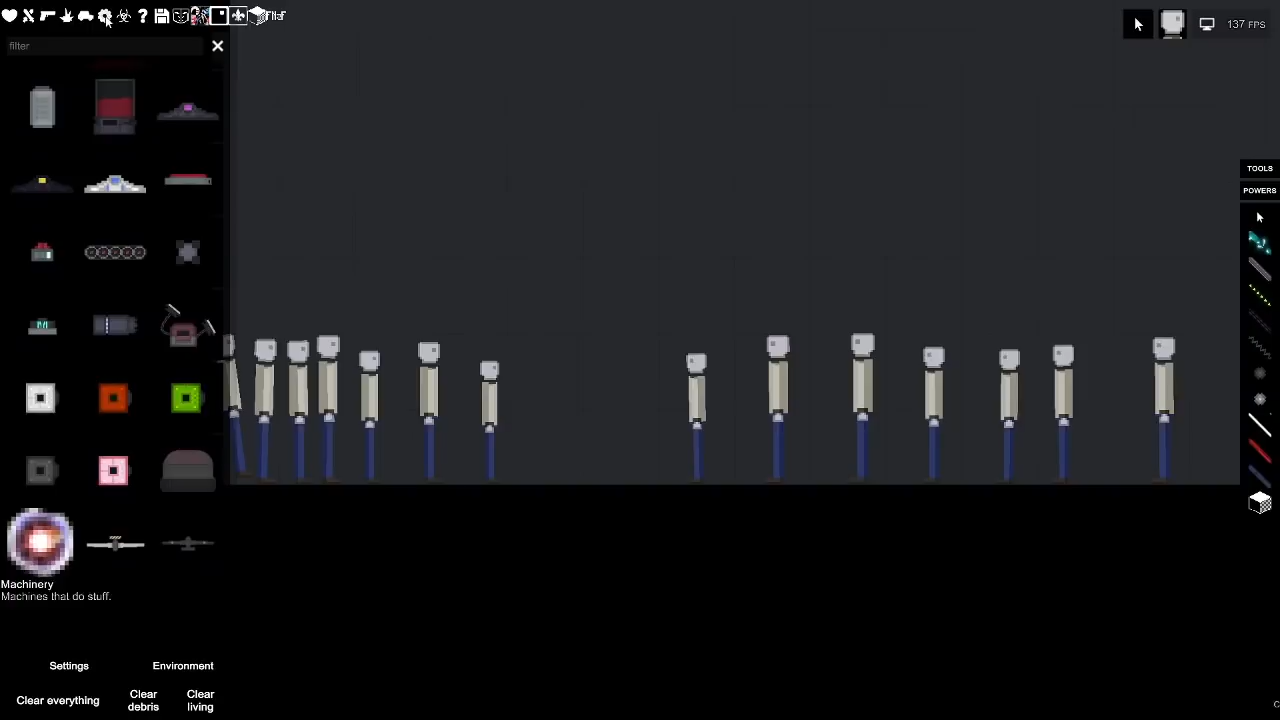 137 FPS
filter
TOOLS
POWERS
Machinery
Machines that do stuff.
Settings
Environment
Clear everything
Clear debris
Clear living